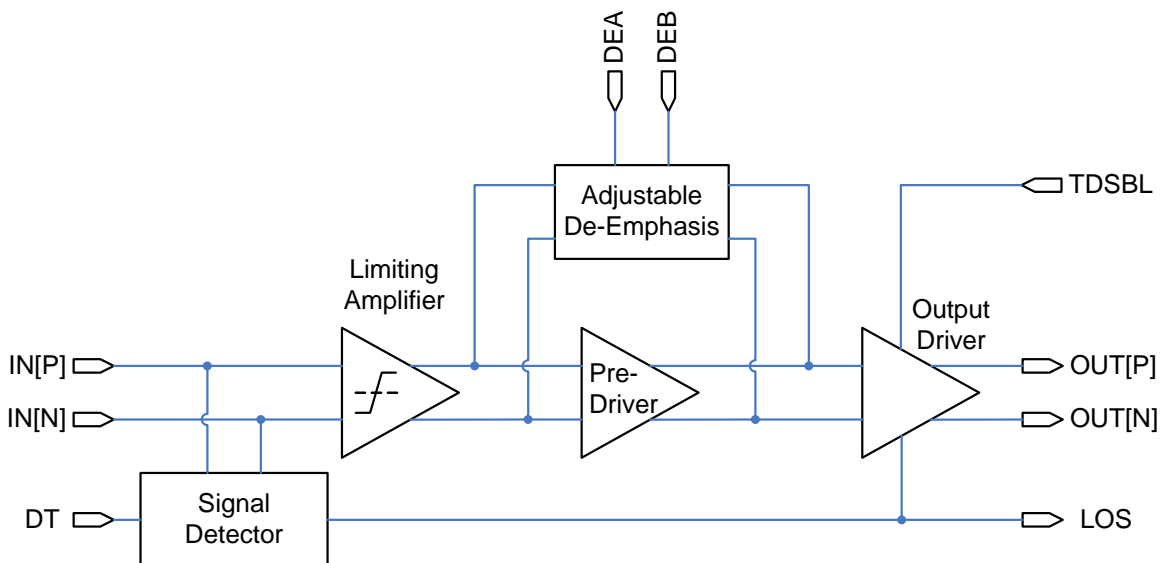 DEA
DEB
Adjustable
De-Emphasis
TDSBL
Limiting
Amplifier
Output
Driver
IN[P]
Pre-
Driver
OUT[P]
IN[N]
OUT[N]
DT
Signal
Detector
LOS